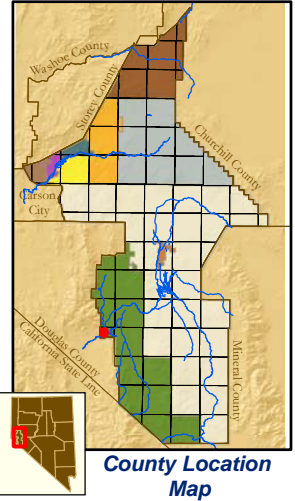 Washoe County
Storey County
Churchill County
Carson
City
Douglas County
California State Line
Mineral County
County Location
Map